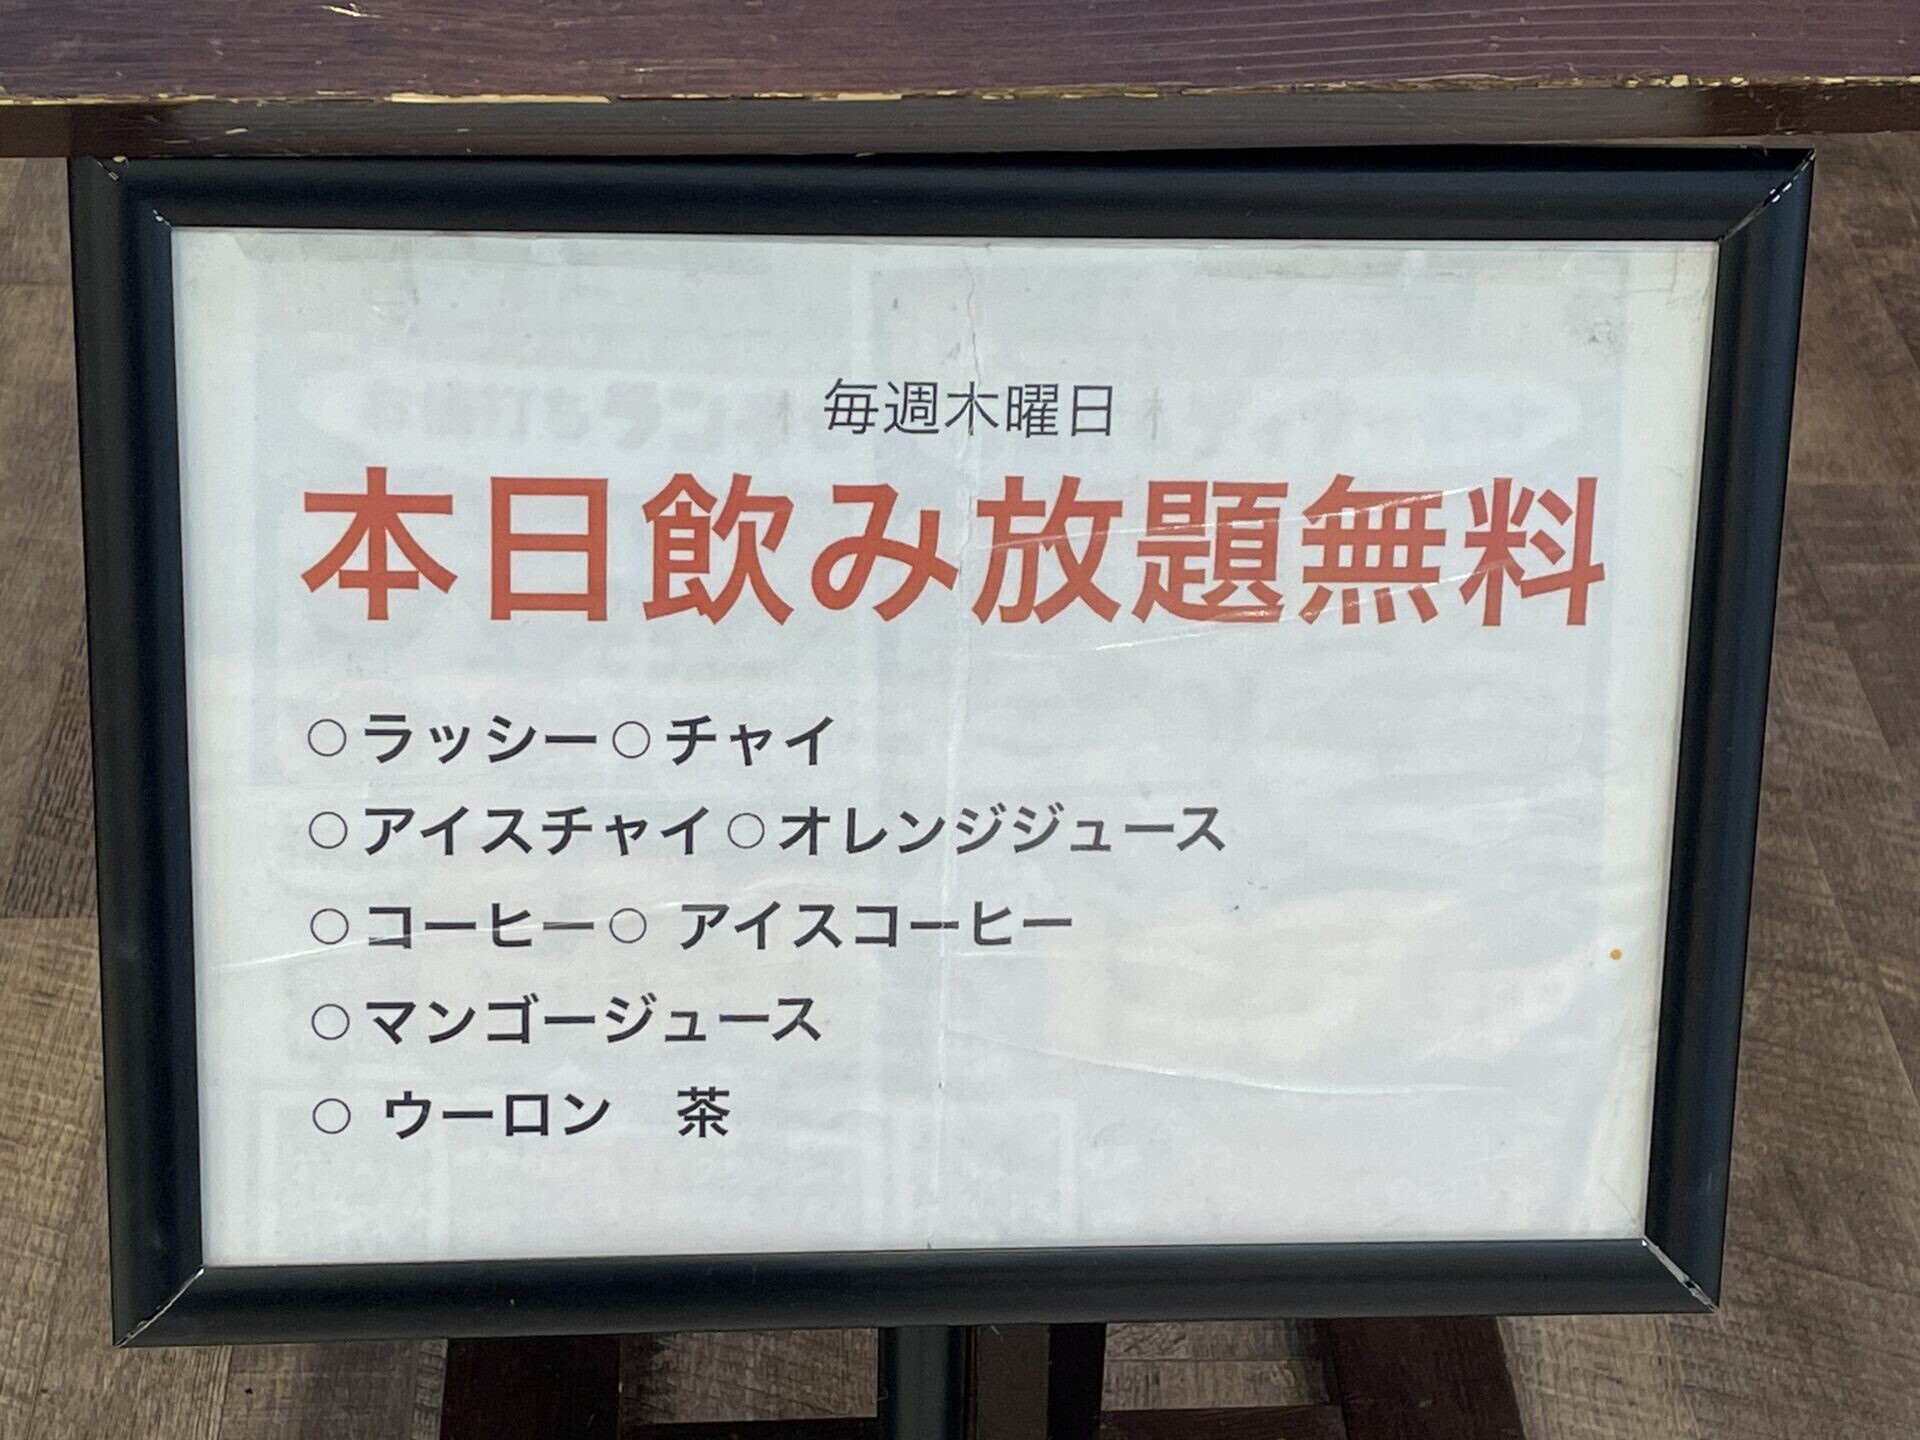 毎週木曜日
本日飲み放題無料
○ラッシー○チャイ
○アイスチャイ○オレンジジュース
○コーヒー○ アイスコーヒー
○マンゴージュース
○ ウーロン　茶